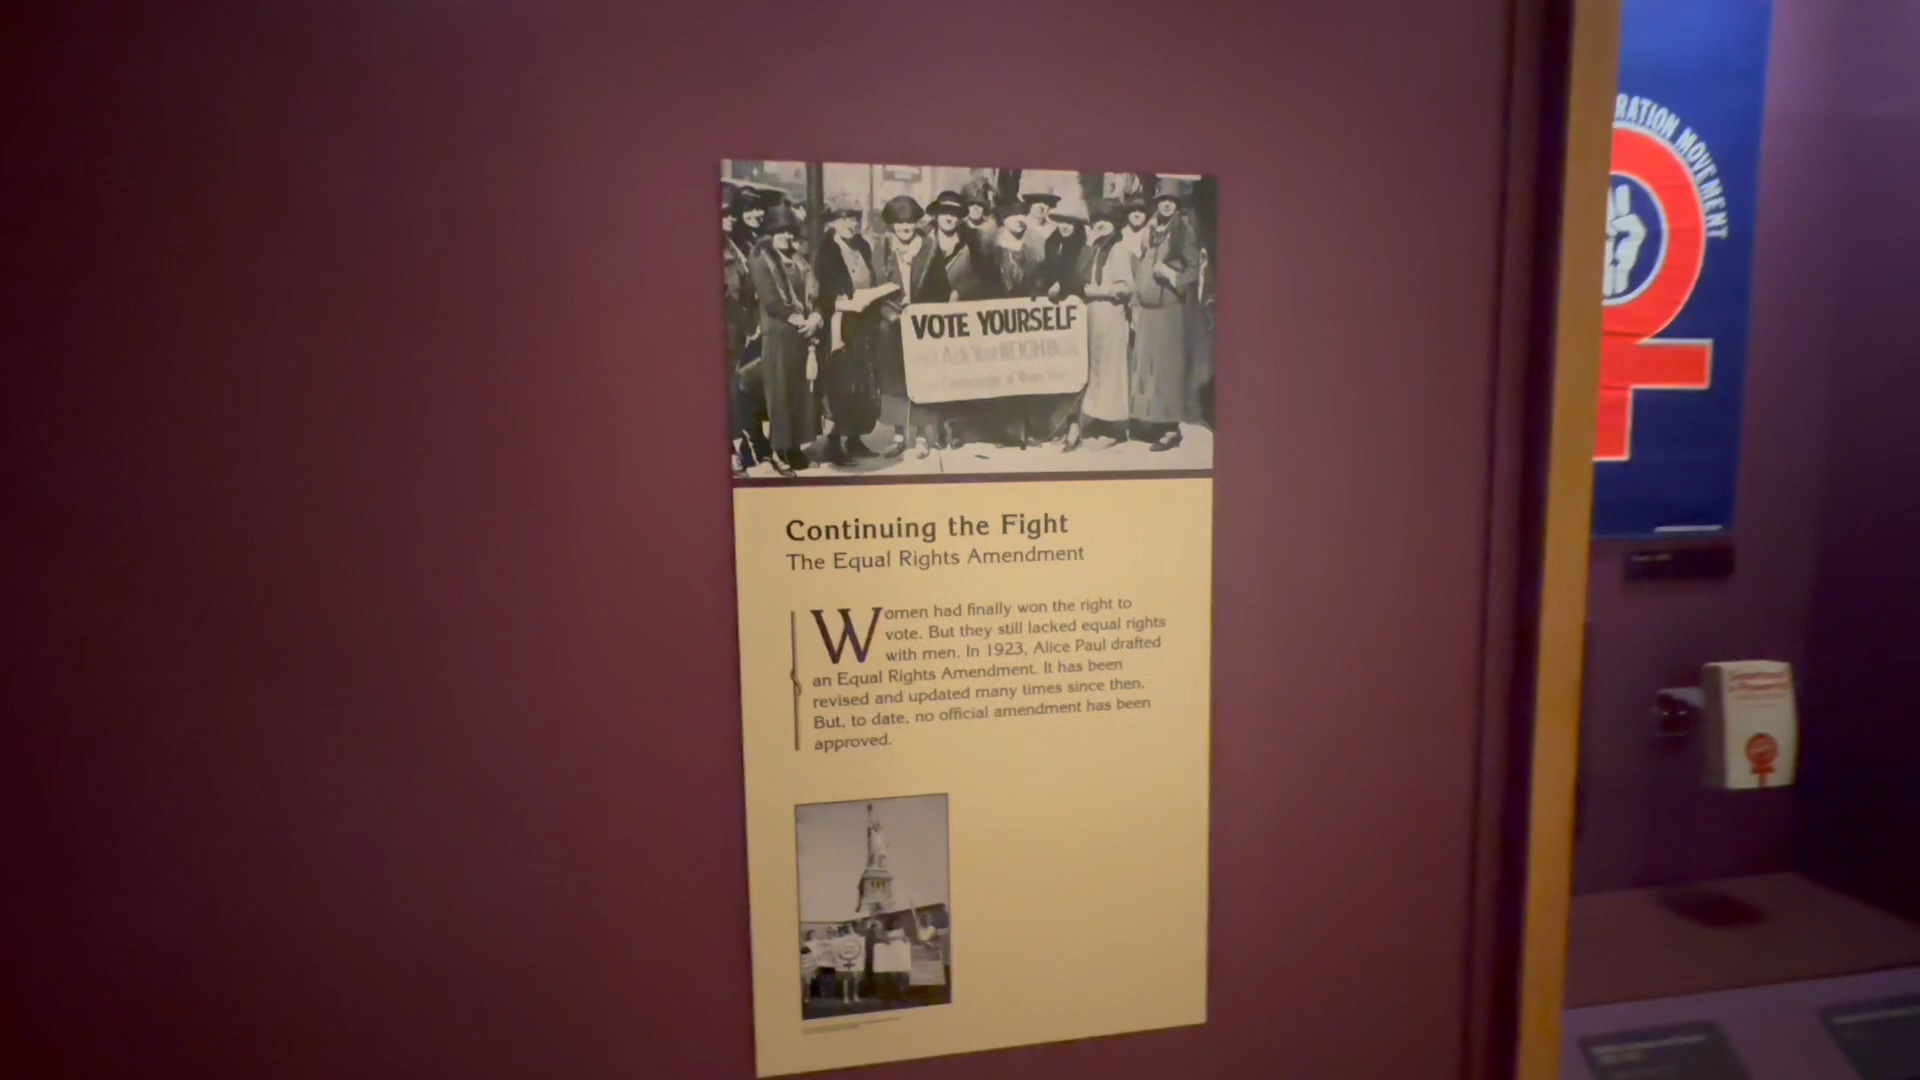 VOTE YOURSELF
Continuing the Fight
The Equal Rights Amendment
Women had finally won the right to
vote. But they still lacked equal rights
with men. In 1923, Alice Paul drafted
an Equal Rights Amendment. It has been
revised and updated many times since then.
But, to date, no official amendment has been
approved.
RATION MOVEMENT